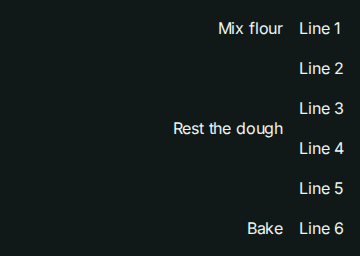 Mix flour Line 1
Line 2
Line 3
Rest the dough
Line 4
Line 5
Bake Line 6